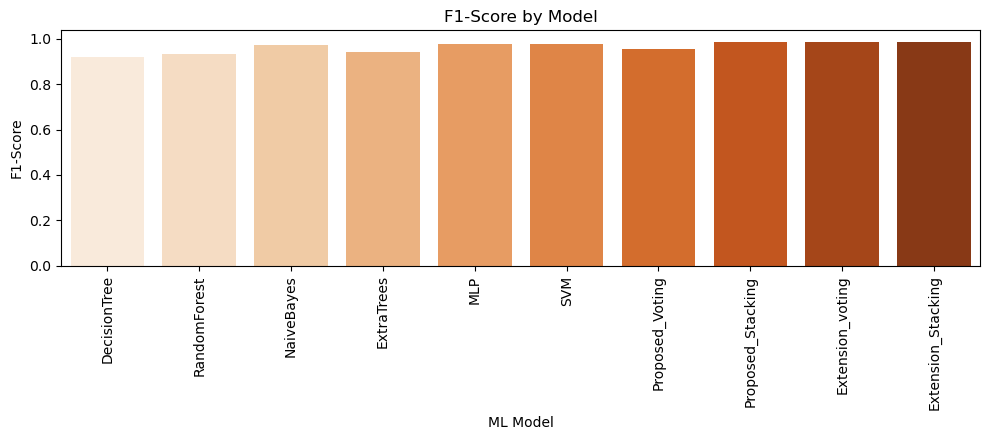 F1-Score by Model
F1-Score
1.0
0.8
0.6
0.4
0.2
0.0
DecisionTree
RandomForest
NaiveBayes
ExtraTrees
MLP
SVM
Proposed_Voting
Proposed_Stacking
Extension_voting
Extension_Stacking
ML Model